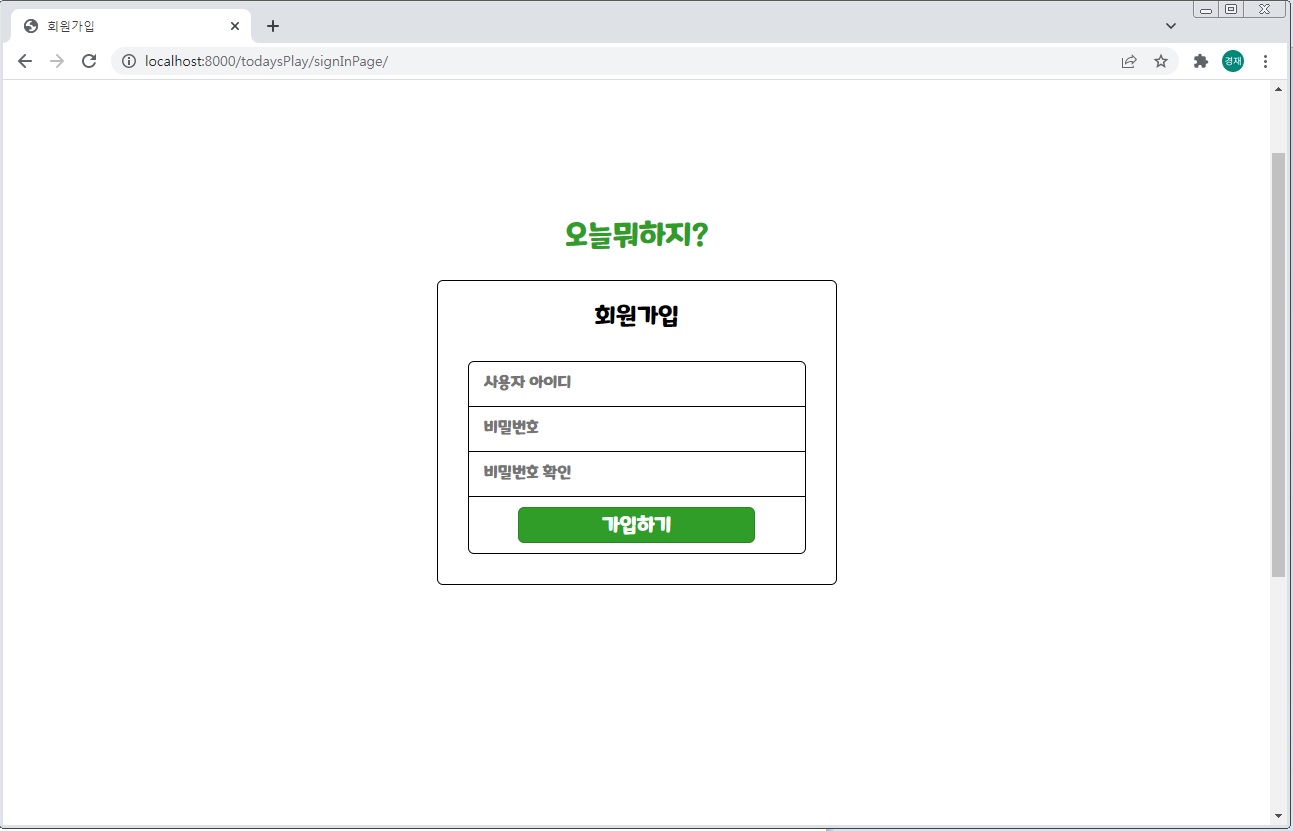 회원가입
localhost:8000/todaysPlay/signInPage/
경재
오늘뭐하지?
회원가입
사용자 아이디
비밀번호
비밀번호 확인
가입하기